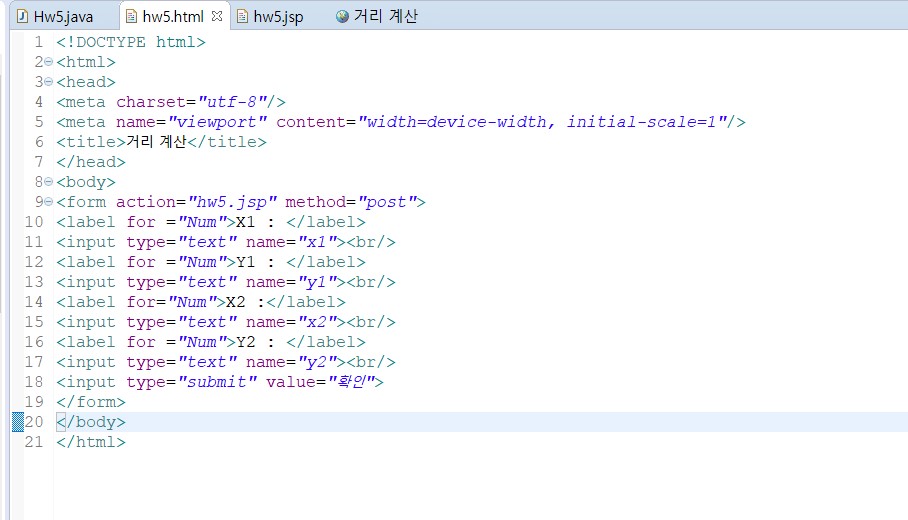 Hw5.java hw5.html hw5.jsp 거리 계산
1 <!DOCTYPE html>
2 <html>
3 <head>
4 <meta charset="utf-8"/>
5 <meta name="viewport" content="width=device-width, initial-scale=1"/>
6 <title>거리 계산</title>
7 </head>
8 <body>
9 <form action="hw5.jsp" method="post">
10 <label for ="Num">X1 : </label>
11 <input type="text" name="x1"><br/>
12 <label for ="Num">Y1 : </label>
13 <input type="text" name="y1"><br/>
14 <label for="Num">X2 :</label>
15 <input type="text" name="x2"><br/>
16 <label for ="Num">Y2 : </label>
17 <input type="text" name="y2"><br/>
18 <input type="submit" value="확인">
19 </form>
20 </body>
21 </html>